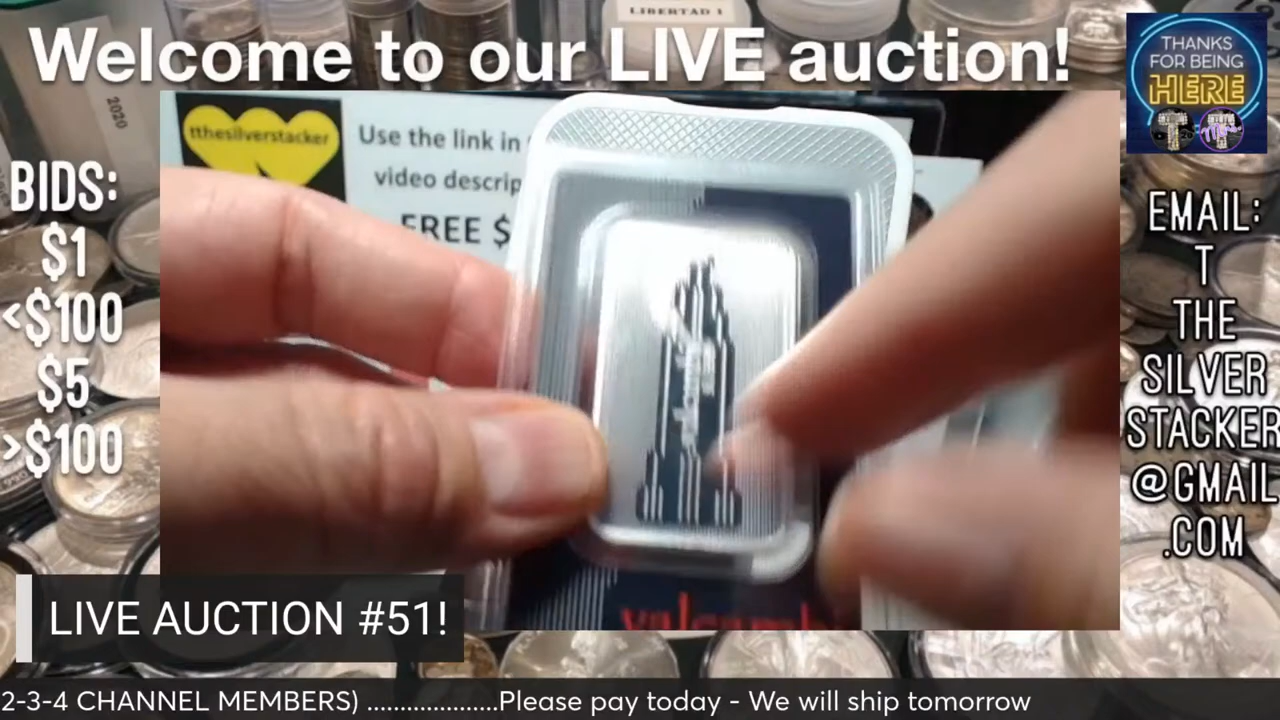 LIBERTAD 1
Welcome to our LIVE auction!
THANKS
FOR BEING
HERE
2020
tthesilverstacker
Use the link in
video descrip
FREE $
BIDS:
$1
<$100
$5
>$100
EMAIL:
T
THE
SILVER
STACKER
@GMAIL
.COM
LIVE AUCTION #51!
2-3-4 CHANNEL MEMBERS) ...................Please pay today - We will ship tomorrow